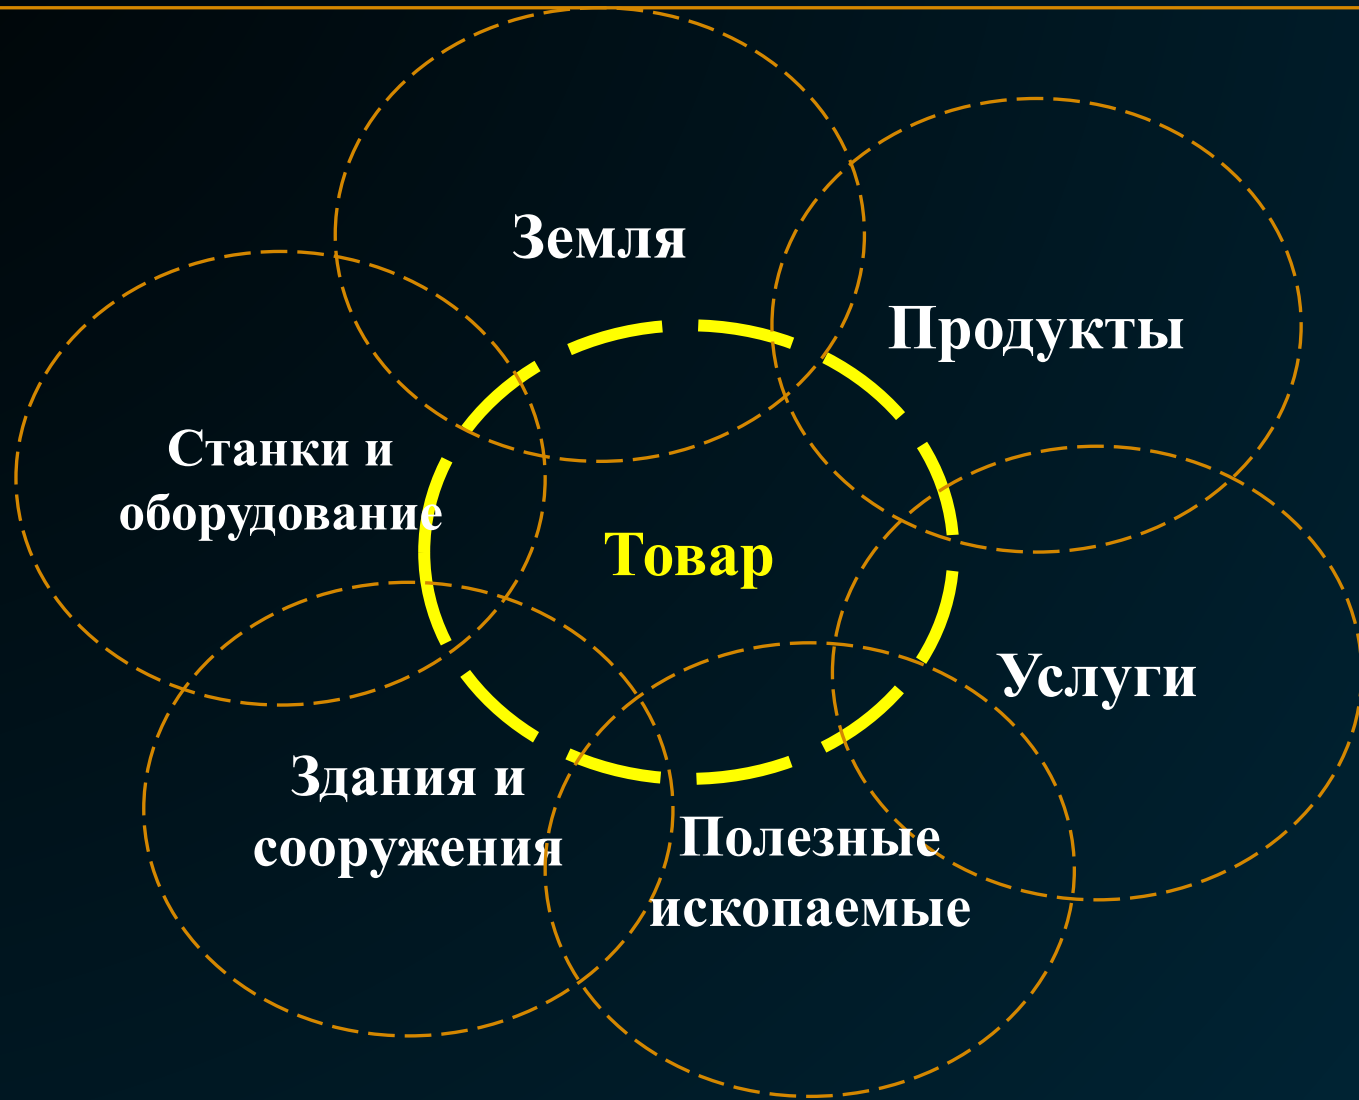 Земля
Продукты
Станки и
оборудование
Товар
Услуги
Здания и
сооружения
Полезные
ископаемые